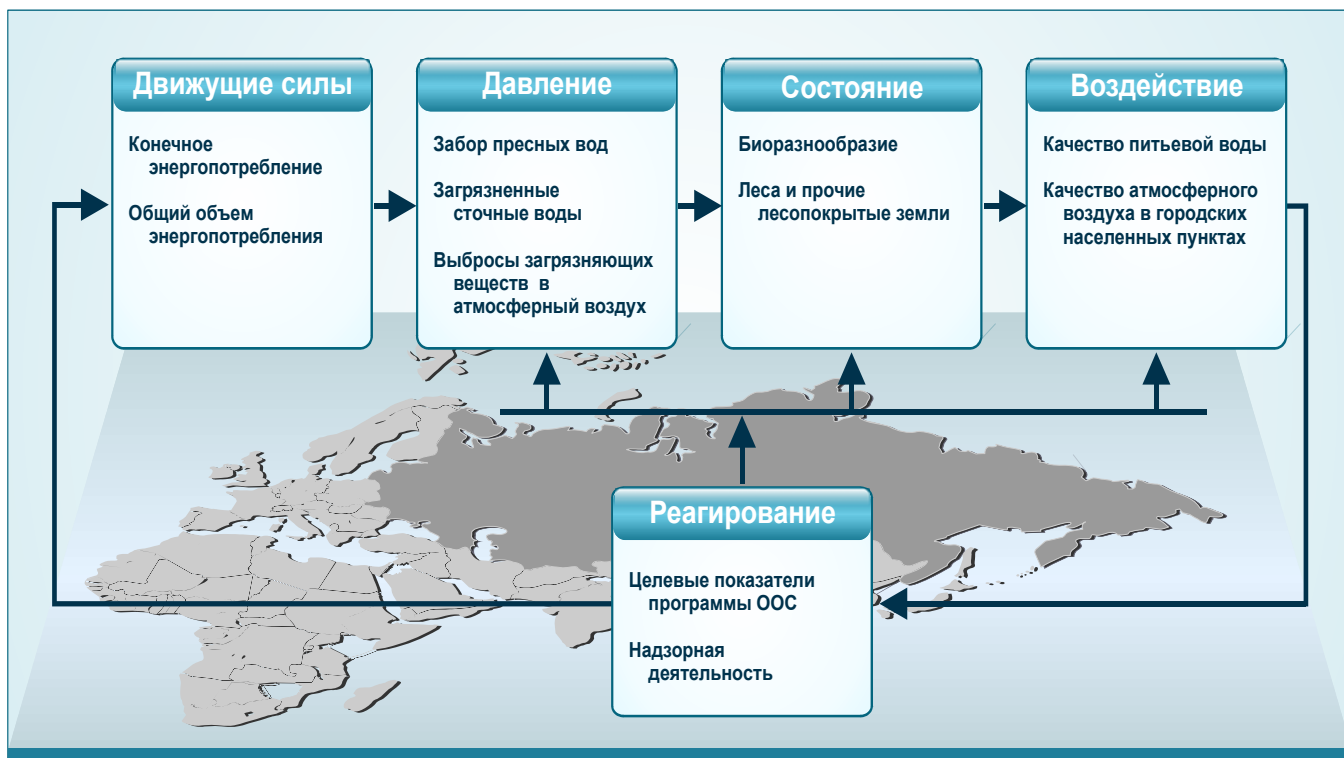 Движущие силы
Конечное
энергопотребление
Общий объем
энергопотребления
Давление
Забор пресных вод
Загрязненные
сточные воды
Выбросы загрязняющих
веществ в
атмосферный воздух
Состояние
Биоразнообразие
Леса и прочие
лесопокрытые земли
Воздействие
Качество питьевой воды
Качество атмосферного
воздуха в городских
населенных пунктах
Реагирование
Целевые показатели
программы ООС
Надзорная
деятельность